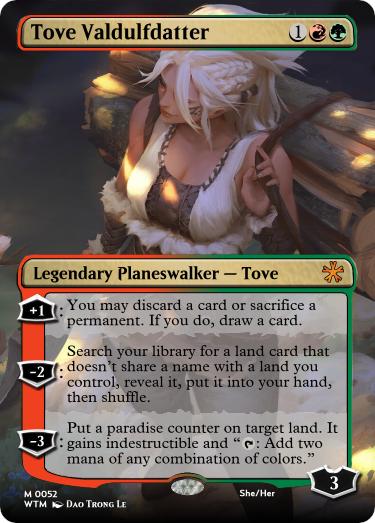 Tove Valdulfdatter 1
Legendary Planeswalker — Tove
+1: You may discard a card or sacrifice a
permanent. If you do, draw a card.
Search your library for a land card that
-2: doesn't share a name with a land you
control, reveal it, put it into your hand,
then shuffle.
Put a paradise counter on target land. It
-3: gains indestructible and “: Add two
mana of any combination of colors.”
3
M 0052 She/Her
WTM DAO TRONG LE